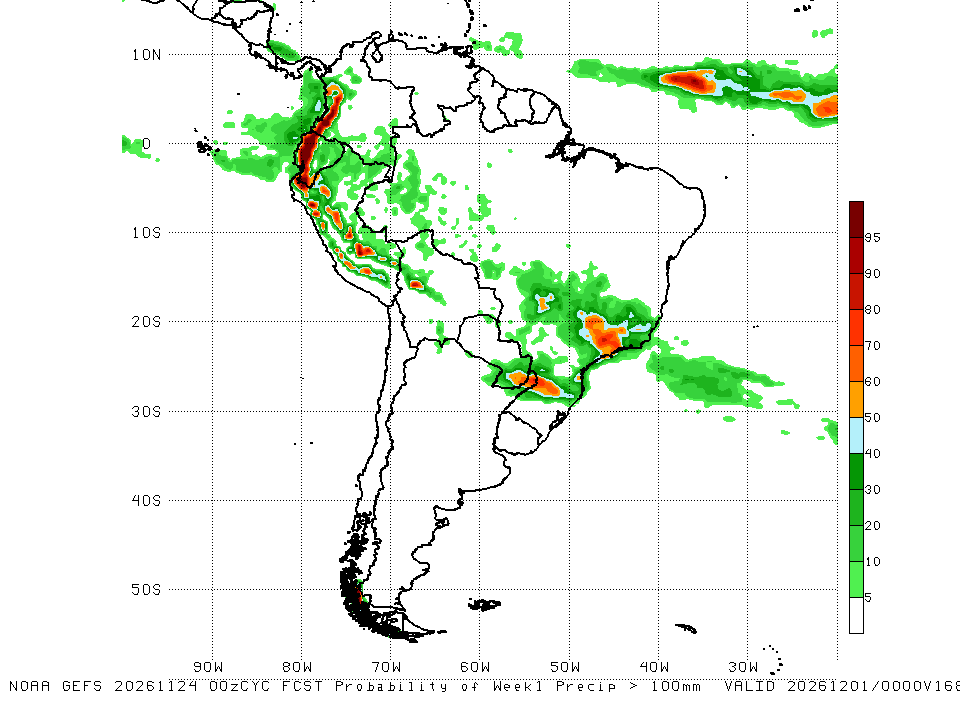 10N
0
10S
20S
30S
40S
50S
90W 80W 70W 60W 50W 40W 30W
95
90
80
70
60
50
40
30
20
10
5
NOAA GEFS 20261124 00zCYC FCST Probability of Week1 Precip > 100mm VALID 20261201/0000V168